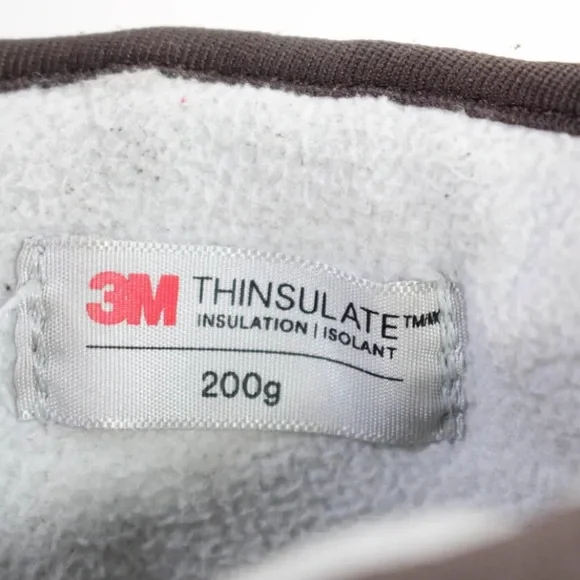 3M THINSULATE™/MC
INSULATION | ISOLANT
200g